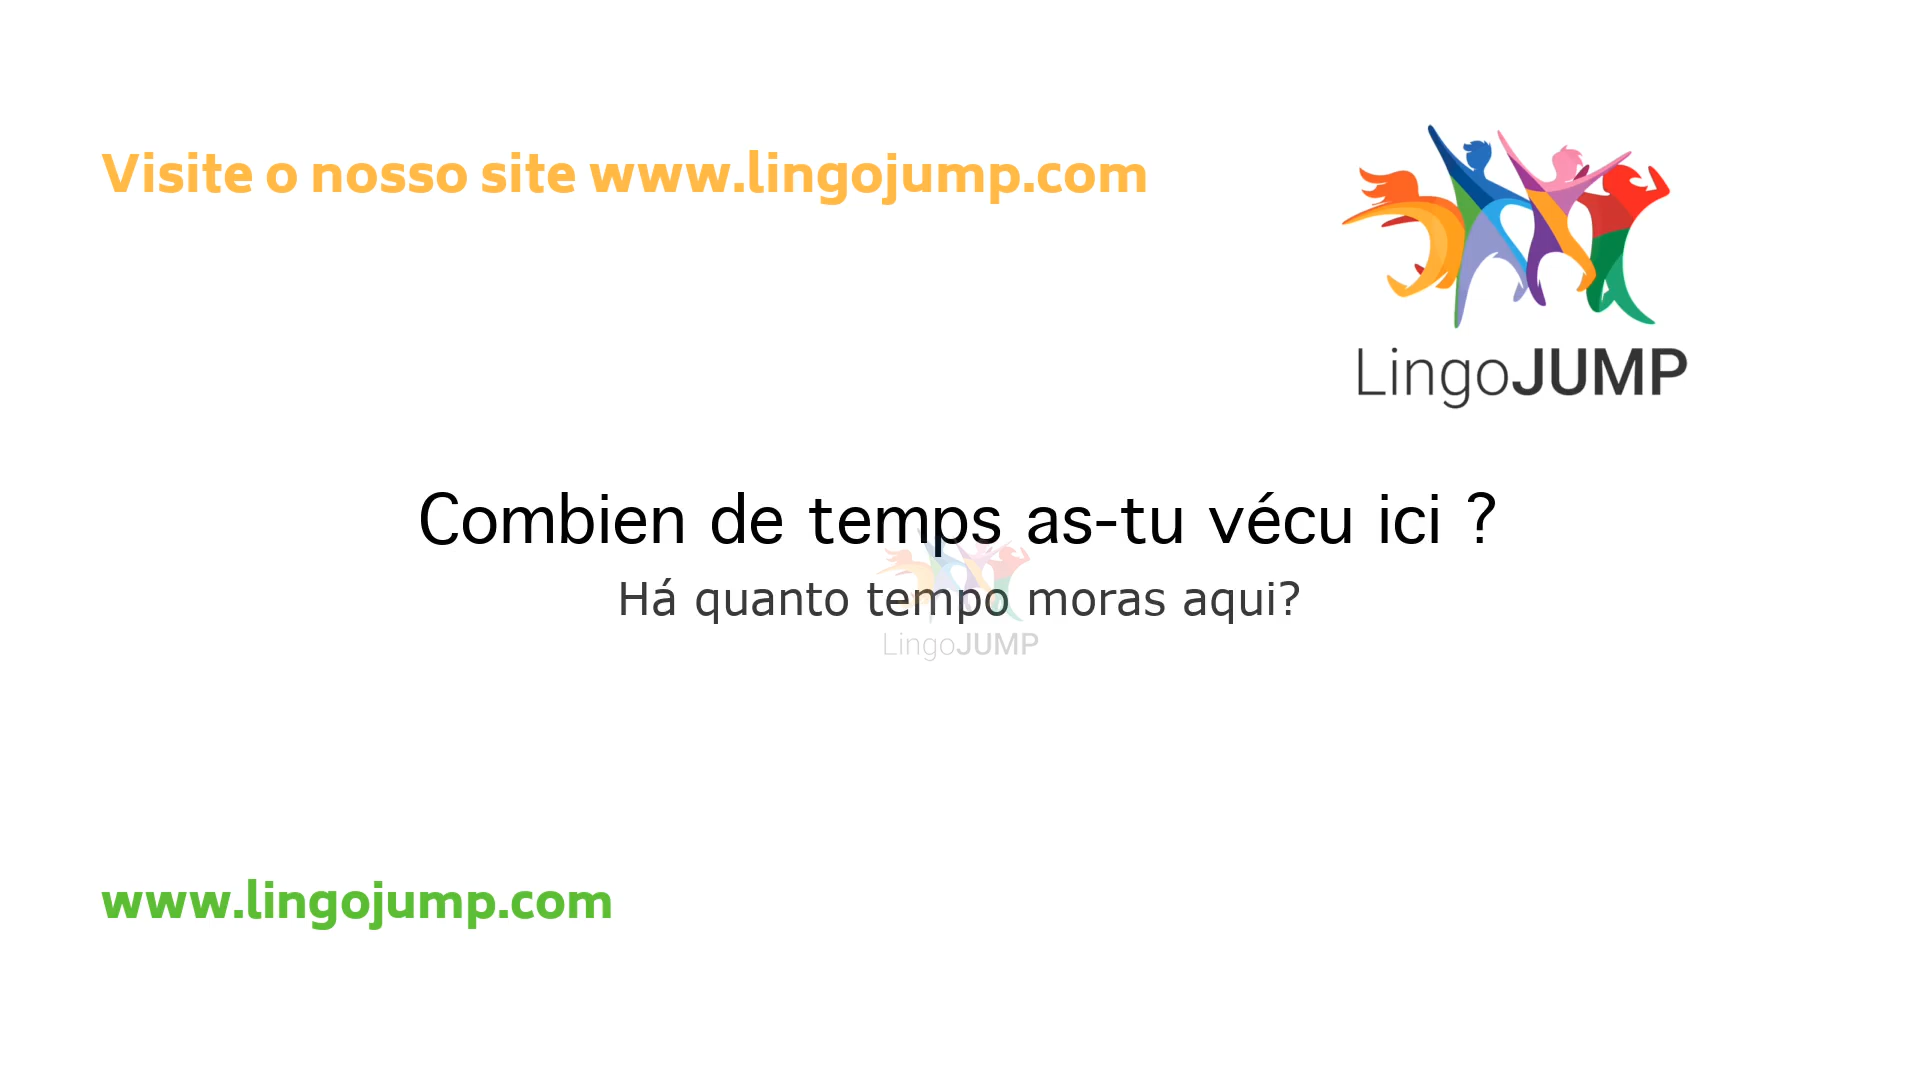 Visite o nosso site www.lingojump.com
LingoJUMP
Combien de temps as-tu vécu ici ?
Há quanto tempo moras aqui?
LingoJUMP
www.lingojump.com